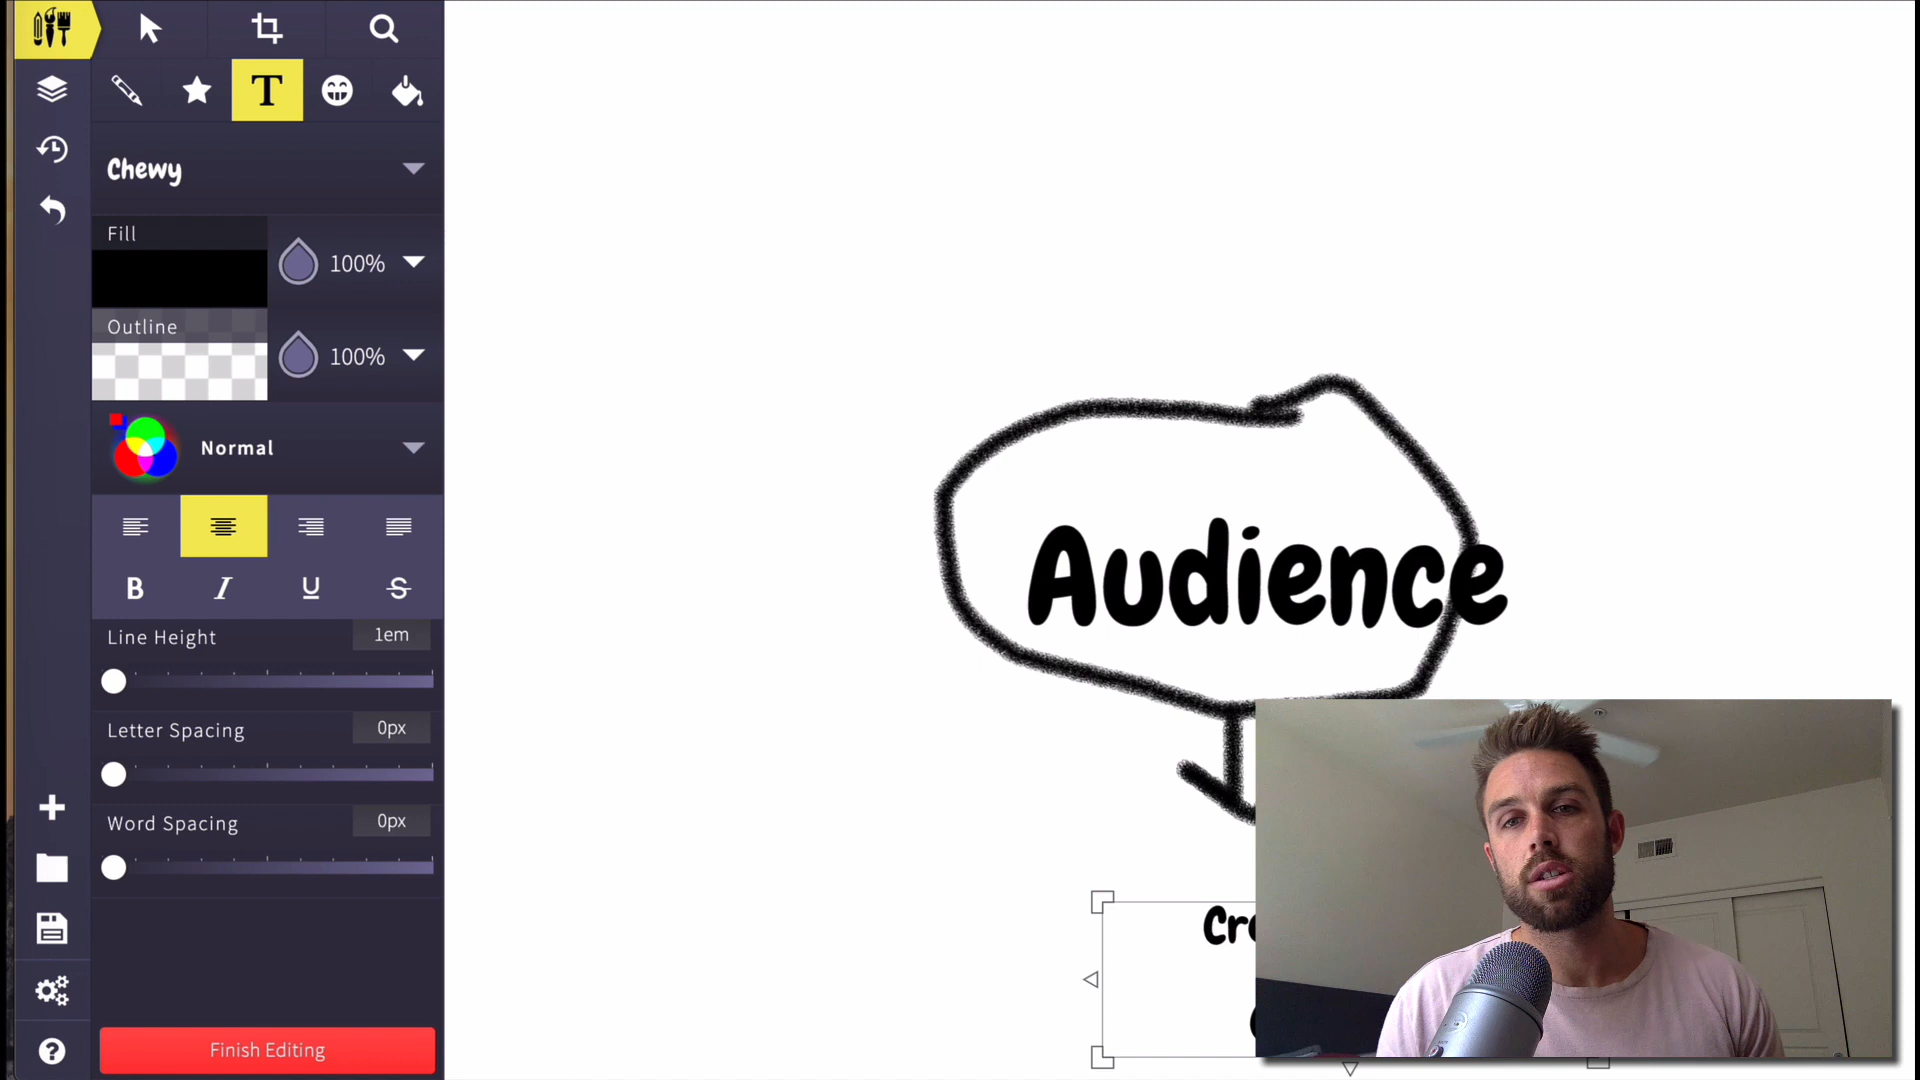 T
Chewy
Fill
100%
Outline
100%
Normal
B I U S
Line Height 1em
Letter Spacing 0px
Word Spacing 0px
Finish Editing
Audience